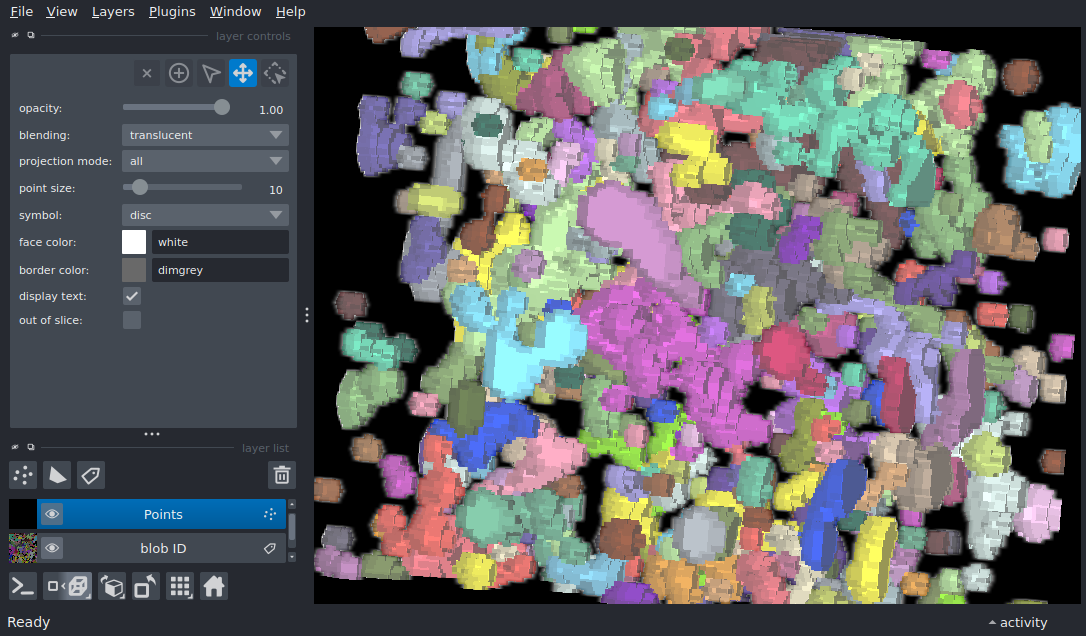 File View Layers Plugins Window Help
layer controls
opacity: 1.00
blending: translucent
projection mode: all
point size: 10
symbol: disc
face color: white
border color: dimgrey
display text:
out of slice:
layer list
Points
blob ID
Ready
activity